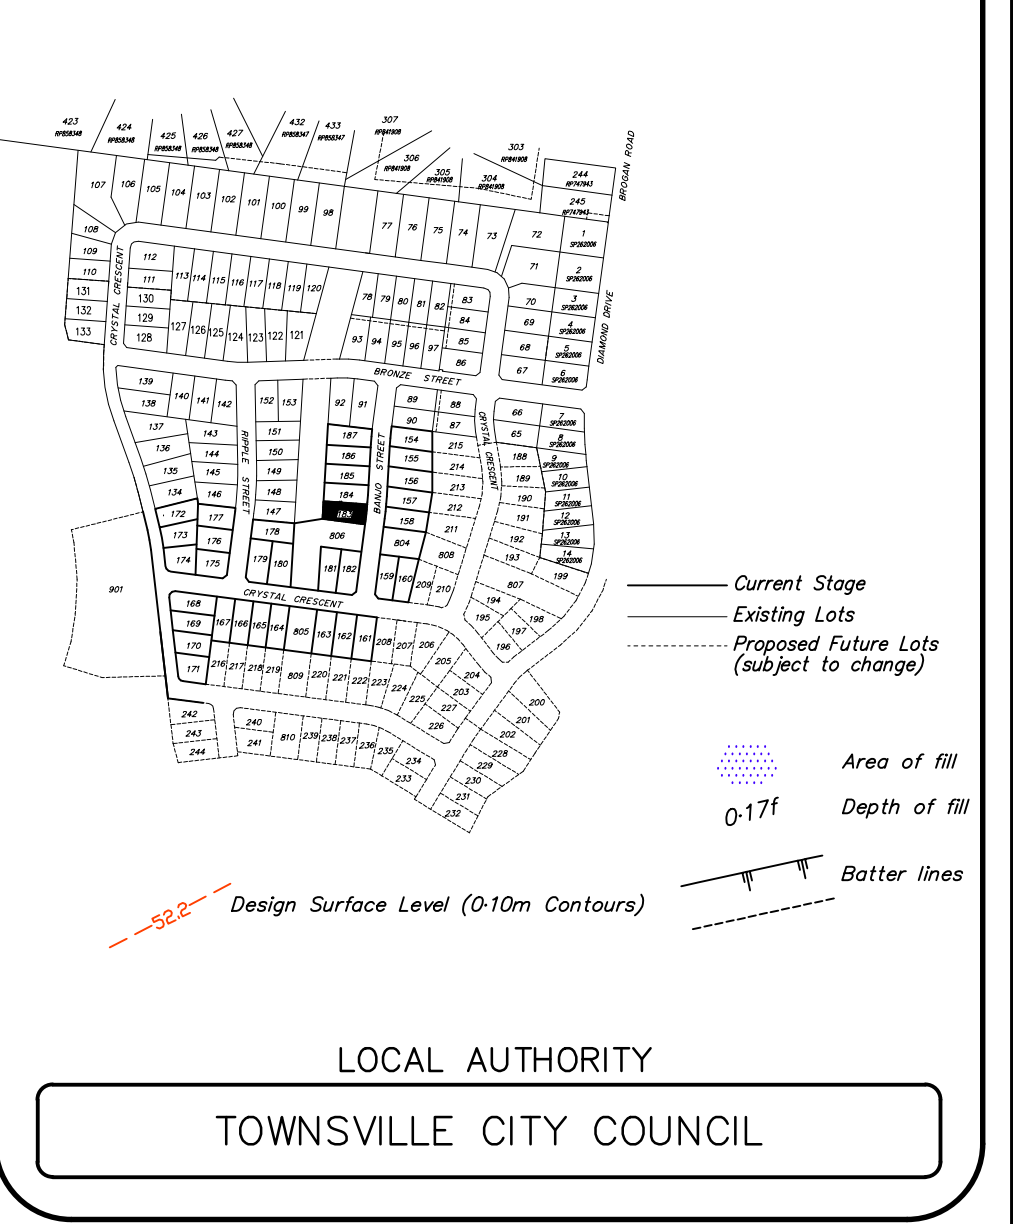 423
RP858348
424
RP858348
425
RP858348
426
RP858348
427
RP858348
432
RP858347
433
RP858347
307
RP841908
306
RP841908
305
RP841908
304
RP841908
303
RP841908
244
RP747943
245
RP747943
BROGAN ROAD
107 106 105 104 103 102 101 100 99 98 77 76 75 74 73 72
1
SP262006
71
2
SP262006
108
109
110
131
132
133
CRYSTAL CRESCENT
112
111
130
129
128
113 114 115 116 117 118 119 120
127 126 125 124 123 122 121
78 79 80 81 82 83
84
85
86
93 94 95 96 97
70
69
68
67
3
SP262006
4
SP262006
5
SP262006
6
SP262006
DIAMOND DRIVE
BRONZE STREET
139
138
140 141 142
152 153
92 91
89
90
88
87
CRYSTAL CRESCENT
66
65
7
SP262006
8
SP262006
137
136
135
134
143
144
145
146
RIPPLE STREET
151
150
149
148
147
187
186
185
184
183
BANJO STREET
154
155
156
157
158
215
214
213
212
211
188
189
190
191
192
193
9
SP262006
10
SP262006
11
SP262006
12
SP262006
13
SP262006
14
SP262006
172
173
174
177
176
175
178
179 180
806
181 182
804
159 160
808
209 210
199
807
194
195
198
197
196
901
CRYSTAL CRESCENT
168
169
170
171
167 166 165 164 805 163 162 161 208 207 206
205
204
203
216 217 218 219 809 220 221 222 223 224 225
227
226
200
201
202
228
229
230
231
232
242
243
244
240
241
810 239 238 237 236 235
234
233
Current Stage
Existing Lots
Proposed Future Lots
(subject to change)
Area of fill
0·17f
Depth of fill
Batter lines
52.2
Design Surface Level (0·10m Contours)
LOCAL AUTHORITY
TOWNSVILLE CITY COUNCIL